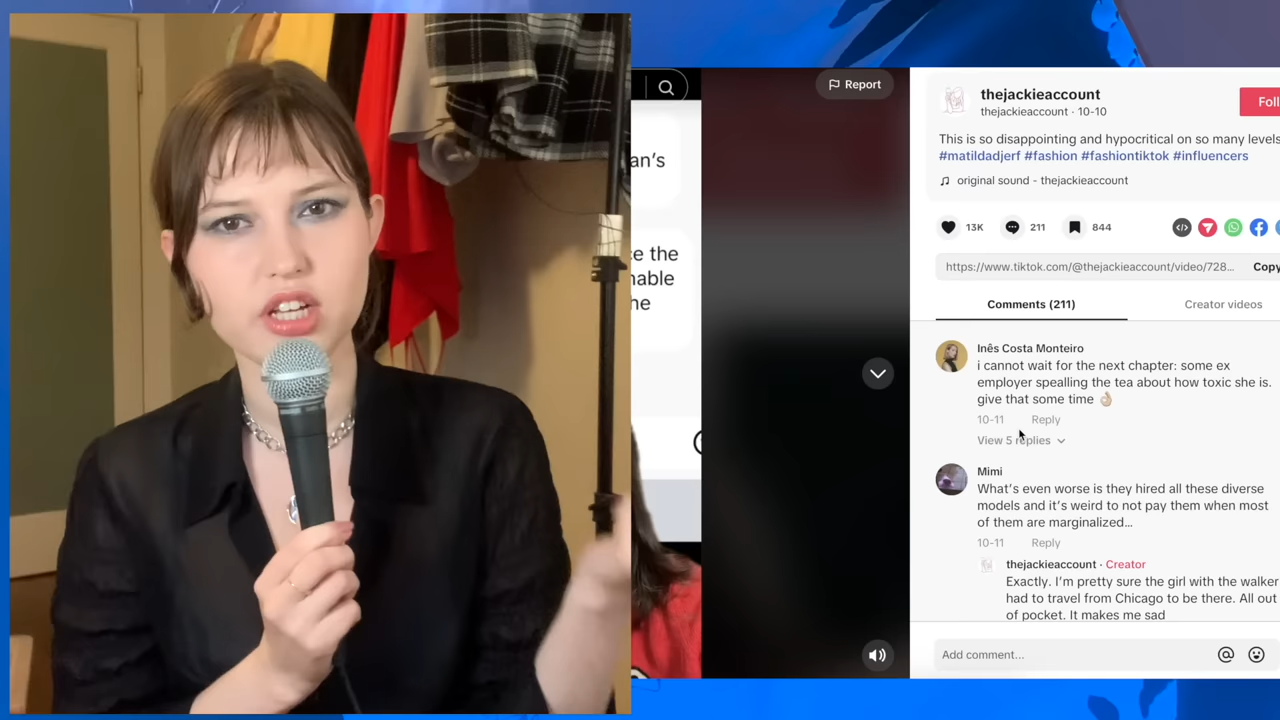 an's
e the
nable
he
Report
thejackieaccount
thejackieaccount · 10-10
Foll
This is so disappointing and hypocritical on so many levels
#matildadjerf #fashion #fashiontiktok #influencers
original sound - thejackieaccount
13K
211
844
https://www.tiktok.com/@thejackieaccount/video/728...
Copy
Comments (211)
Creator videos
Inês Costa Monteiro
i cannot wait for the next chapter: some ex
employer spealling the tea about how toxic she is.
give that some time 👌🏼
10-11 Reply
View 5 replies
Mimi
What's even worse is they hired all these diverse
models and it's weird to not pay them when most
of them are marginalized...
10-11 Reply
thejackieaccount · Creator
Exactly. I'm pretty sure the girl with the walker
had to travel from Chicago to be there. All out
of pocket. It makes me sad
Add comment...